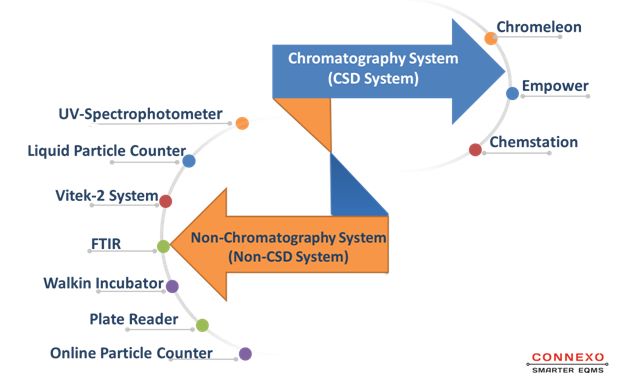 Chromeleon
Chromatography System
(CSD System)
Empower
Chemstation
UV-Spectrophotometer
Liquid Particle Counter
Vitek-2 System
FTIR
Non-Chromatography System
(Non-CSD System)
Walkin Incubator
Plate Reader
Online Particle Counter
CONNEXO
SMARTER EQMS